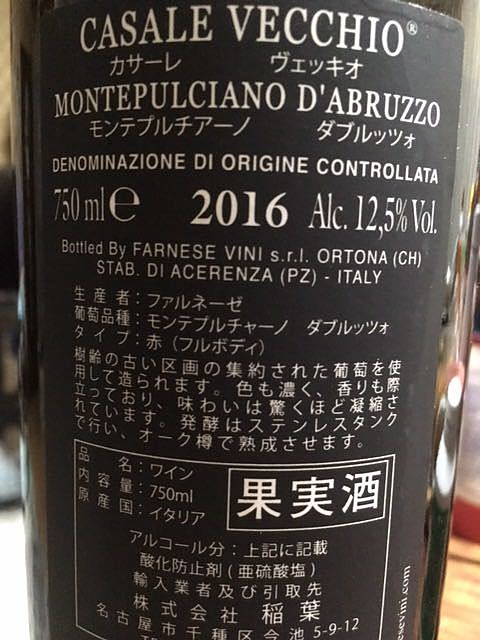 CASALE VECCHIO®
カサーレ ヴェッキオ
MONTEPULCIANO D'ABRUZZO
モンテプルチアーノ ダブルッツォ
DENOMINAZIONE DI ORIGINE CONTROLLATA
750 ml e 2016 Alc. 12,5% Vol.
Bottled By FARNESE VINI s.r.l. ORTONA (CH)
STAB. DI ACERENZA (PZ) - ITALY
生産者：ファルネーゼ
葡萄品種：モンテプルチャーノ ダブルッツォ
タイプ：赤（フルボディ）
樹齢の古い区画の集約された葡萄を使
用して造られます。色も濃く、香りも際
立っており、味わいは驚くほど凝縮さ
れています。発酵はステンレスタンク
で行い、オーク樽で熟成させます。
品名：ワイン
内容量：750ml
原産国：イタリア
果実酒
アルコール分：上記に記載
酸化防止剤（亜硫酸塩）
輸入業者及び引取先
株式会社 稲葉
名古屋市千種区今池5-9-12